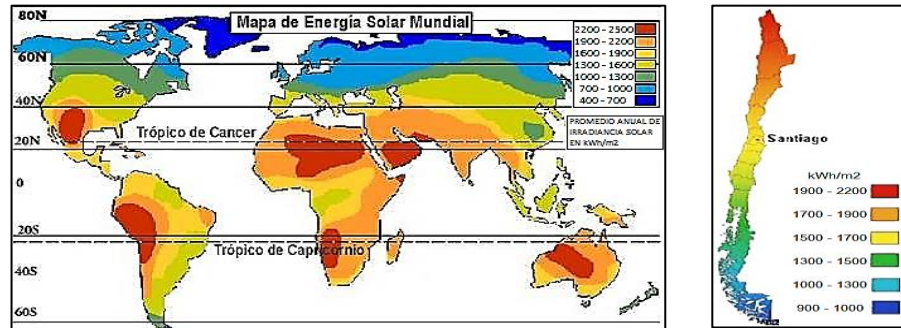 80N
Mapa de Energía Solar Mundial
60N
40N
20N
0
20S
40S
60S
2200 - 2500
1900 - 2200
1600 - 1900
1300 - 1600
1000 - 1300
700 - 1000
400 - 700
PROMEDIO ANUAL DE
IRRADIANCIA SOLAR
EN kWh/m2
Trópico de Cancer
Trópico de Capricornio
Santiago
kWh/m2
1900 - 2200
1700 - 1900
1500 - 1700
1300 - 1500
1000 - 1300
900 - 1000